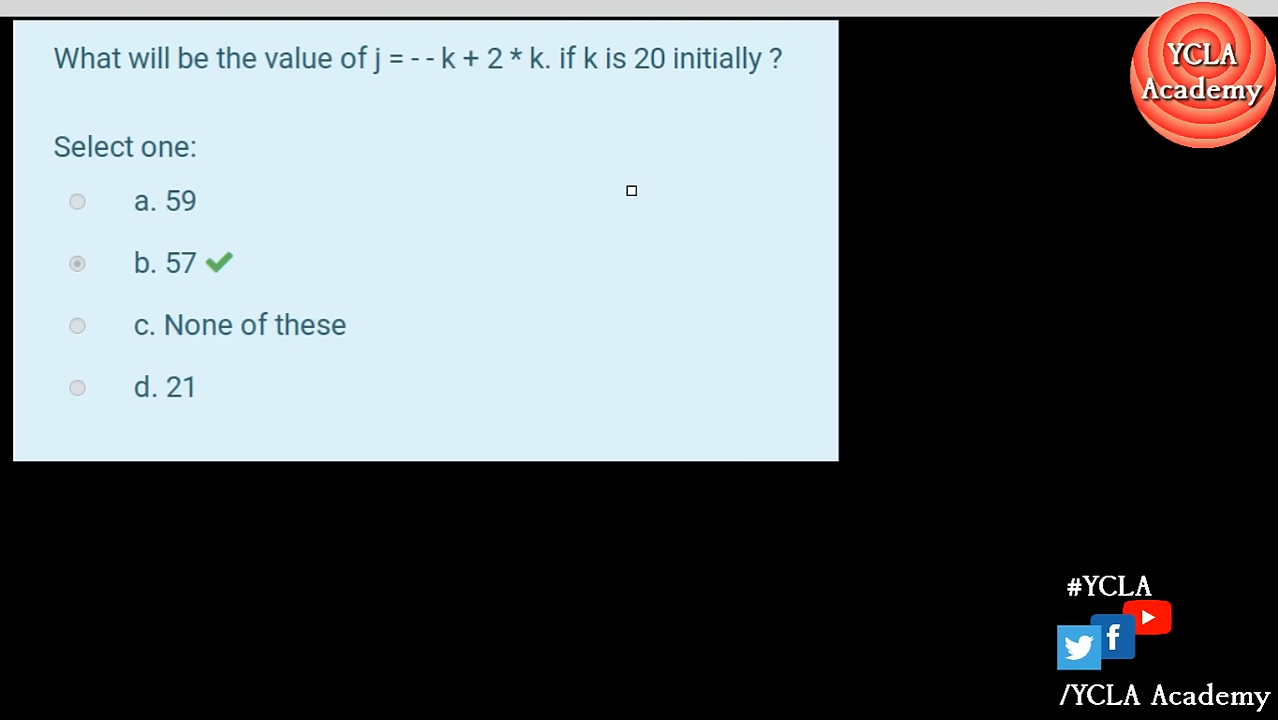 What will be the value of j = - - k + 2 * k. if k is 20 initially ?
Select one:
a. 59
b. 57
c. None of these
d. 21
YCLA
Academy
#YCLA
/YCLA Academy